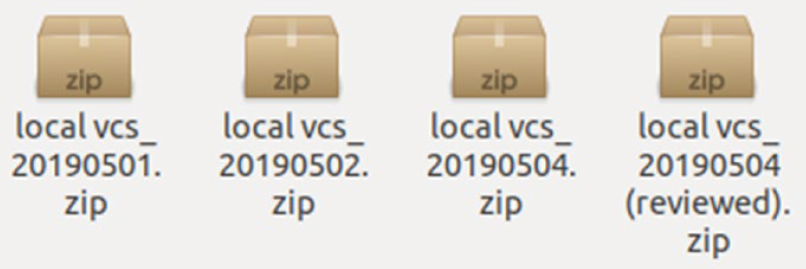 zip zip zip zip
local vcs_ local vcs_ local vcs_ local vcs_
20190501. 20190502. 20190504. 20190504
zip zip zip (reviewed).
zip